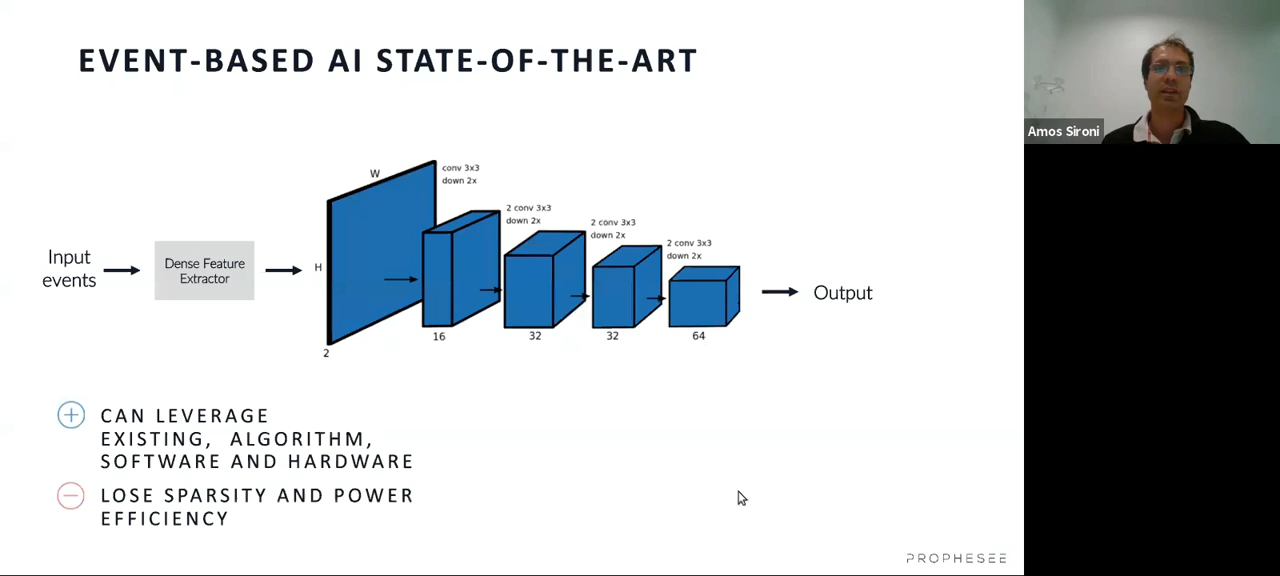 EVENT-BASED AI STATE-OF-THE-ART
Amos Sironi
Input
events
Dense Feature
Extractor
W
H
2
conv 3x3
down 2x
16
2 conv 3x3
down 2x
32
2 conv 3x3
down 2x
32
2 conv 3x3
down 2x
64
Output
CAN LEVERAGE
EXISTING, ALGORITHM,
SOFTWARE AND HARDWARE
LOSE SPARSITY AND POWER
EFFICIENCY
PROPHESEE